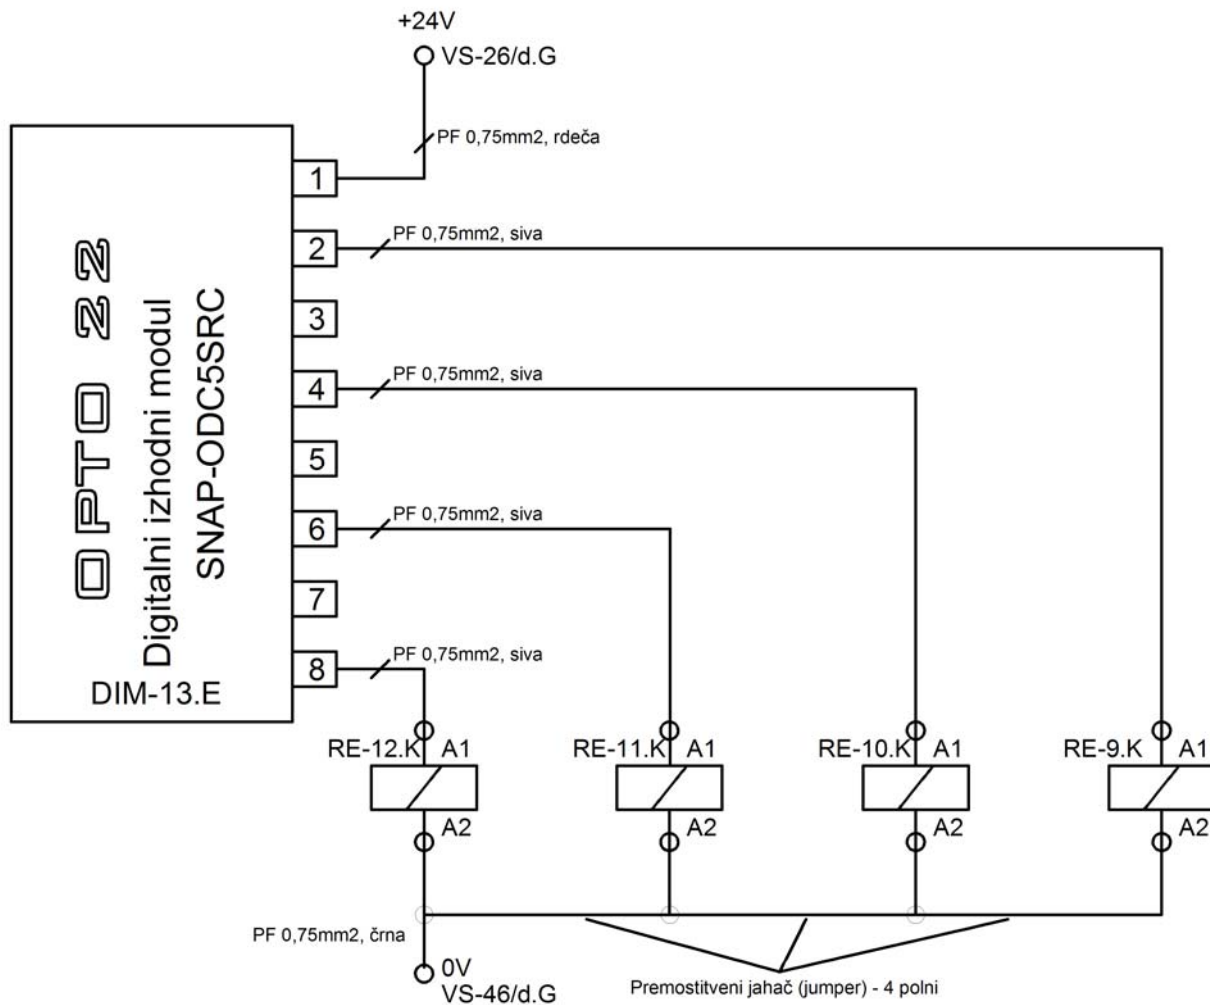 +24V
VS-26/d.G
PF 0,75mm2, rdeča
1
PF 0,75mm2, siva
2
3
PF 0,75mm2, siva
4
5
PF 0,75mm2, siva
6
7
PF 0,75mm2, siva
8
OPTO 22
Digitalni izhodni modul
SNAP-ODC5SRC
DIM-13.E
RE-12.K A1
RE-11.K A1
RE-10.K A1
RE-9.K A1
A2
A2
A2
A2
PF 0,75mm2, črna
0V
VS-46/d.G
Premostitveni jahač (jumper) - 4 polni